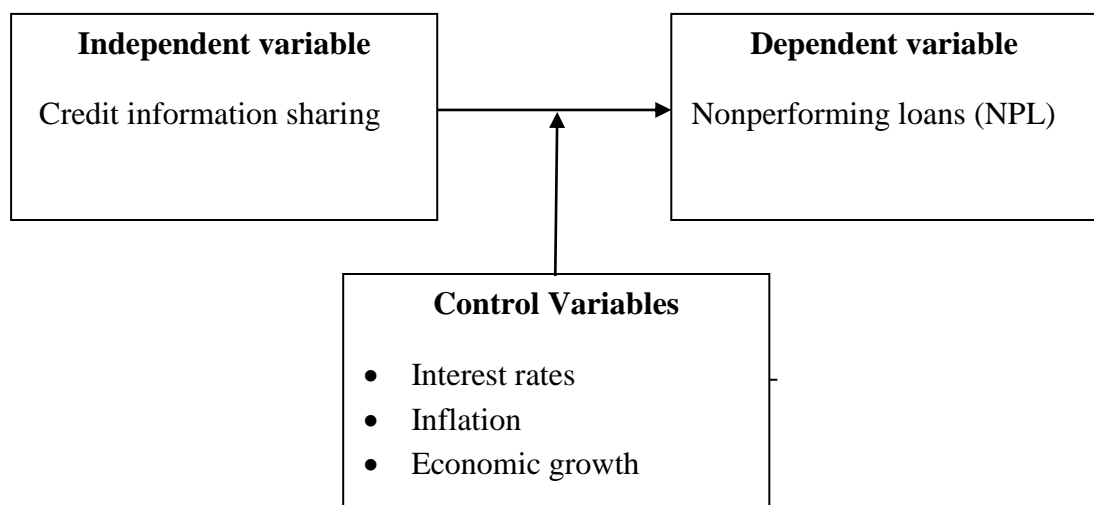 Independent variable
Credit information sharing
Dependent variable
Nonperforming loans (NPL)
Control Variables
• Interest rates
• Inflation
• Economic growth